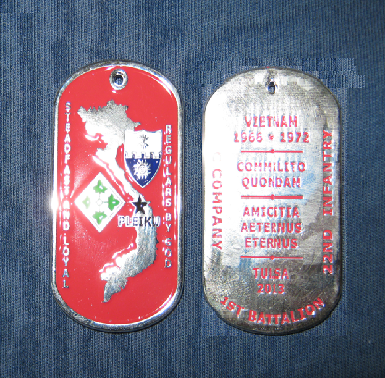 STEADFAST AND LOYAL
REGULARS BY GOD
PLEIKU
VIETNAM
1966 * 1972
COMMILITO
QUONDAM
AMICITIA
AETERNUS
ETERNUS
TULSA
2013
C COMPANY
1ST BATTALION
22ND INFANTRY